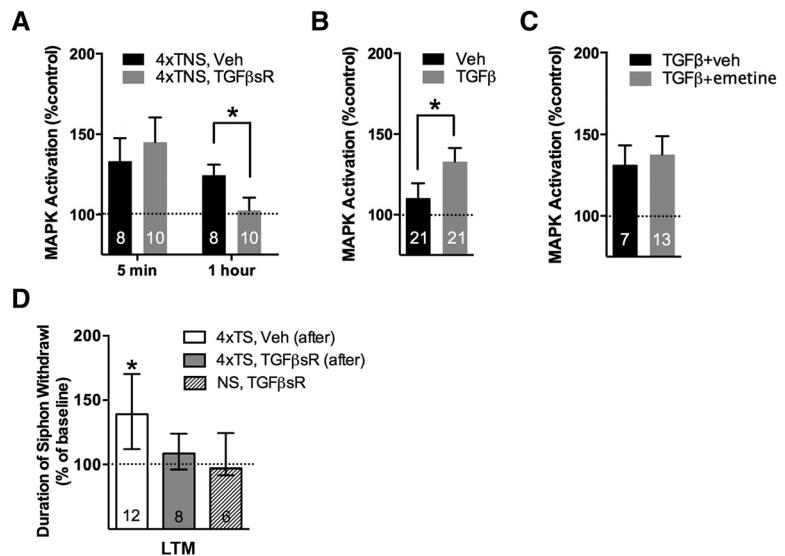 A
MAPK Activation (%control)
200
150
100
4xTNS, Veh
4xTNS, TGFβsR
*
8
10
8
10
5 min
1 hour
B
MAPK Activation (%control)
200
150
100
Veh
TGFβ
*
21
21
C
MAPK Activation (%control)
200
150
100
TGFβ+veh
TGFβ+emetine
7
13
D
Duration of Siphon Withdrawl
(% of baseline)
200
150
100
4xTS, Veh (after)
4xTS, TGFβsR (after)
NS, TGFβsR
*
12
8
6
LTM